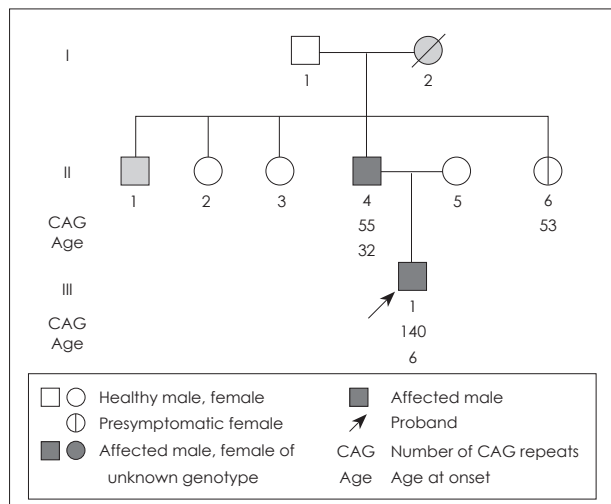 I
1
2
II
1 2 3 4 5 6
CAG 55 53
Age 32
III
1
CAG 140
Age 6
Healthy male, female
Affected male
Presymptomatic female
Proband
Affected male, female of
CAG Number of CAG repeats
unknown genotype
Age Age at onset